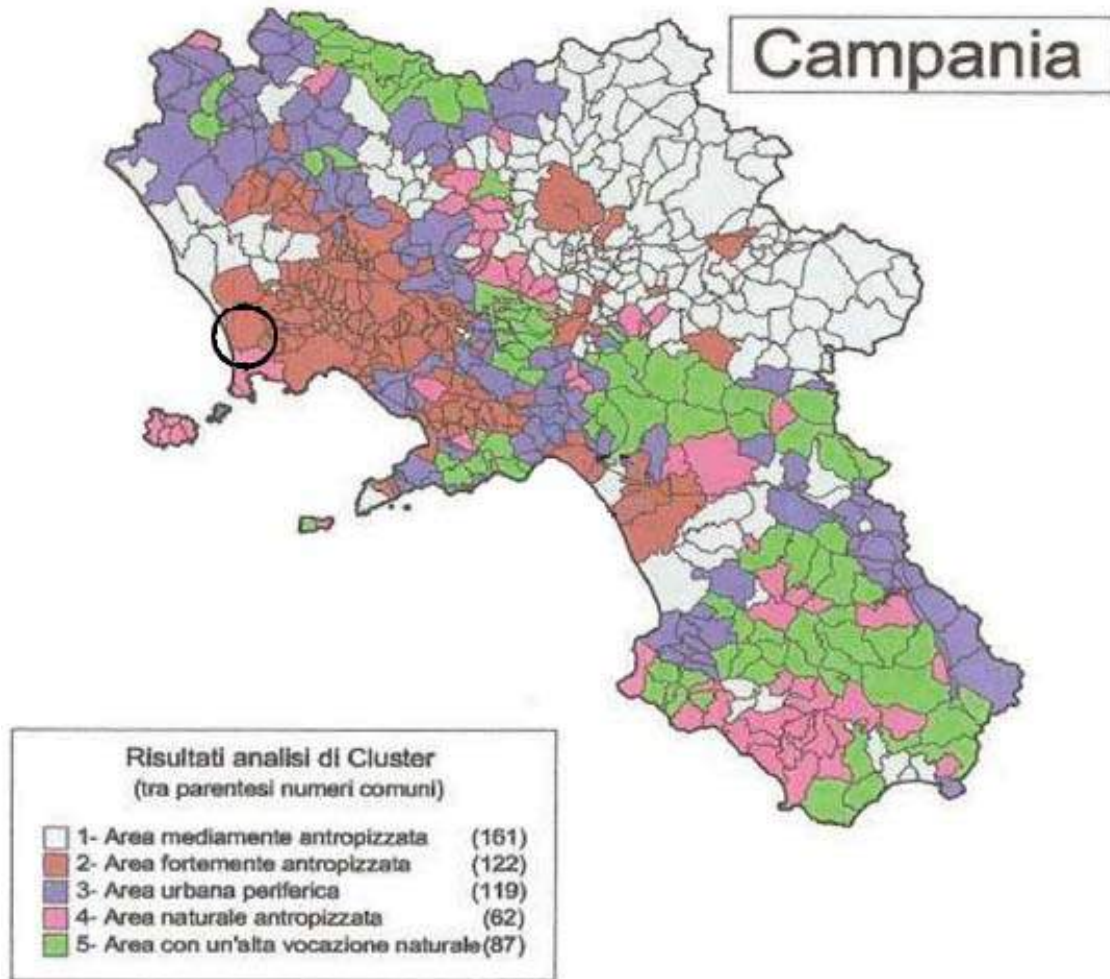 Campania
Risultati analisi di Cluster
(tra parentesi numeri comuni)
1- Area mediamente antropizzata (161)
2- Area fortemente antropizzata (122)
3- Area urbana periferica (119)
4- Area naturale antropizzata (62)
5- Area con un'alta vocazione naturale(87)